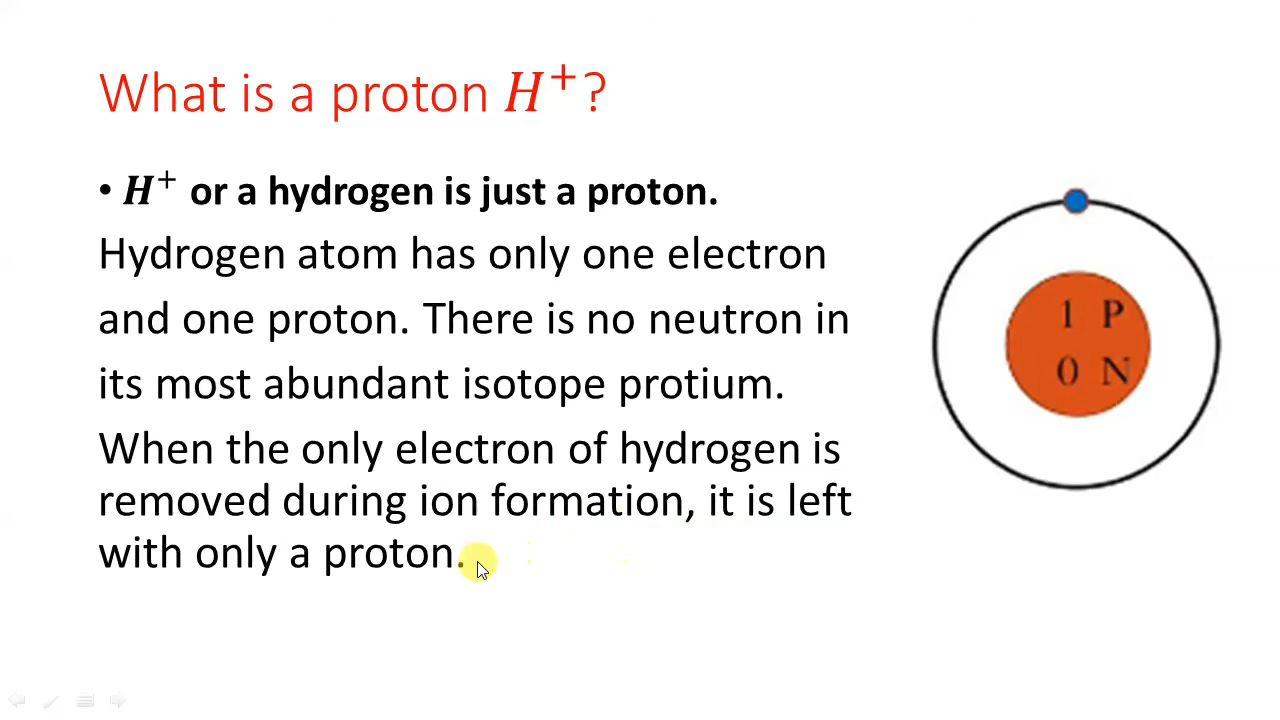 What is a proton H⁺?
• H⁺ or a hydrogen is just a proton.
Hydrogen atom has only one electron
and one proton. There is no neutron in
its most abundant isotope protium.
When the only electron of hydrogen is
removed during ion formation, it is left
with only a proton.
1 P
0 N